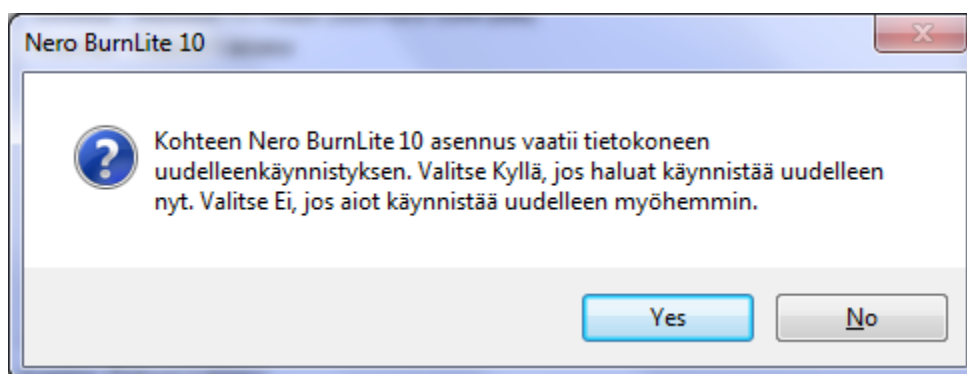 Nero BurnLite 10
Kohteen Nero BurnLite 10 asennus vaatii tietokoneen
uudelleenkäynnistyksen. Valitse Kyllä, jos haluat käynnistää uudelleen
nyt. Valitse Ei, jos aiot käynnistää uudelleen myöhemmin.
Yes
No